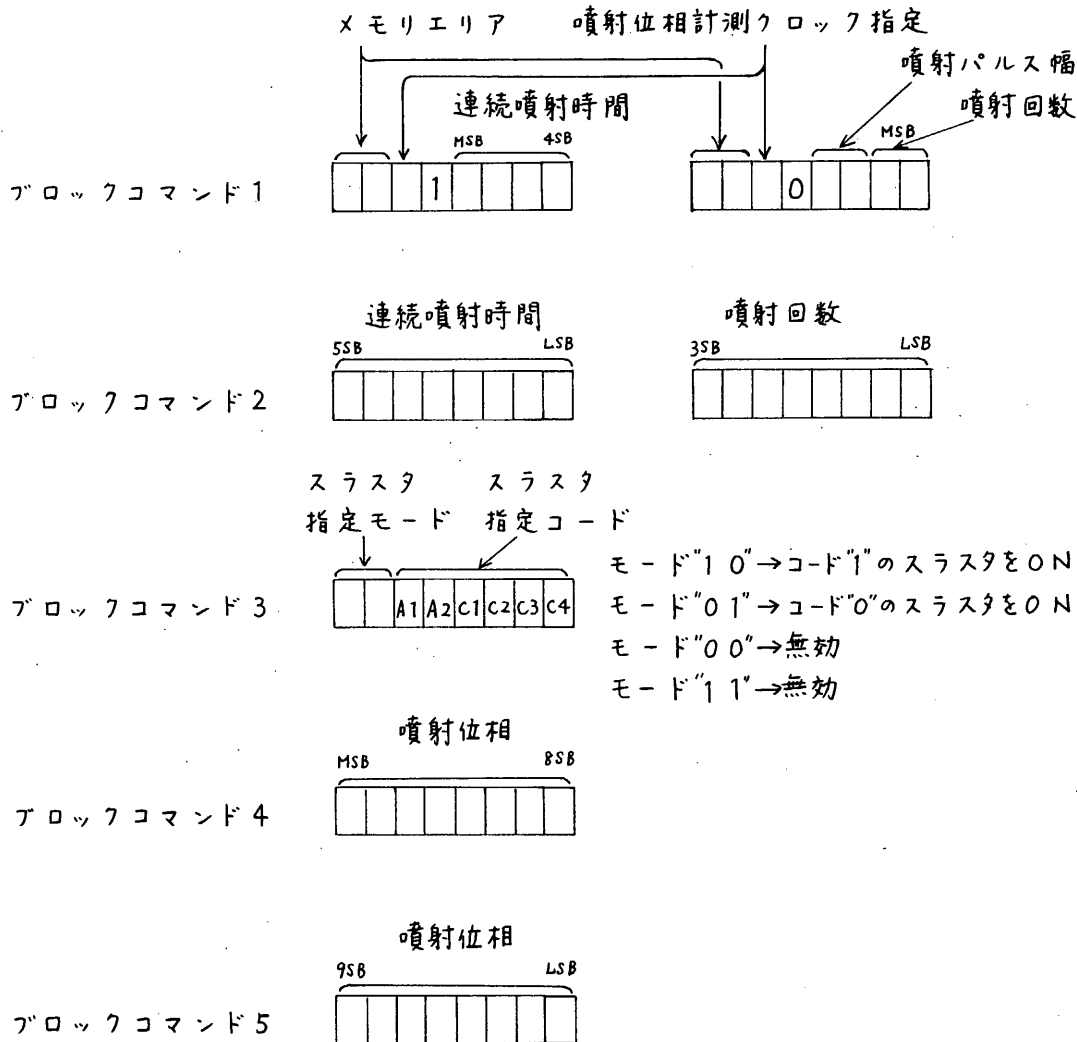 メモリエリア 噴射位相計測クロック指定
噴射パルス幅
連続噴射時間 噴射回数
MSB 4SB MSB
ブロックコマンド1 1 0
連続噴射時間 噴射回数
5SB LSB 3SB LSB
ブロックコマンド2
スラスタ スラスタ
指定モード 指定コード
モード"1 0"→コード"1"のスラスタをON
ブロックコマンド3 A1 A2 C1 C2 C3 C4 モード"0 1"→コード"0"のスラスタをON
モード"0 0"→無効
モード"1 1"→無効
噴射位相
MSB 8SB
ブロックコマンド4
噴射位相
9SB LSB
ブロックコマンド5